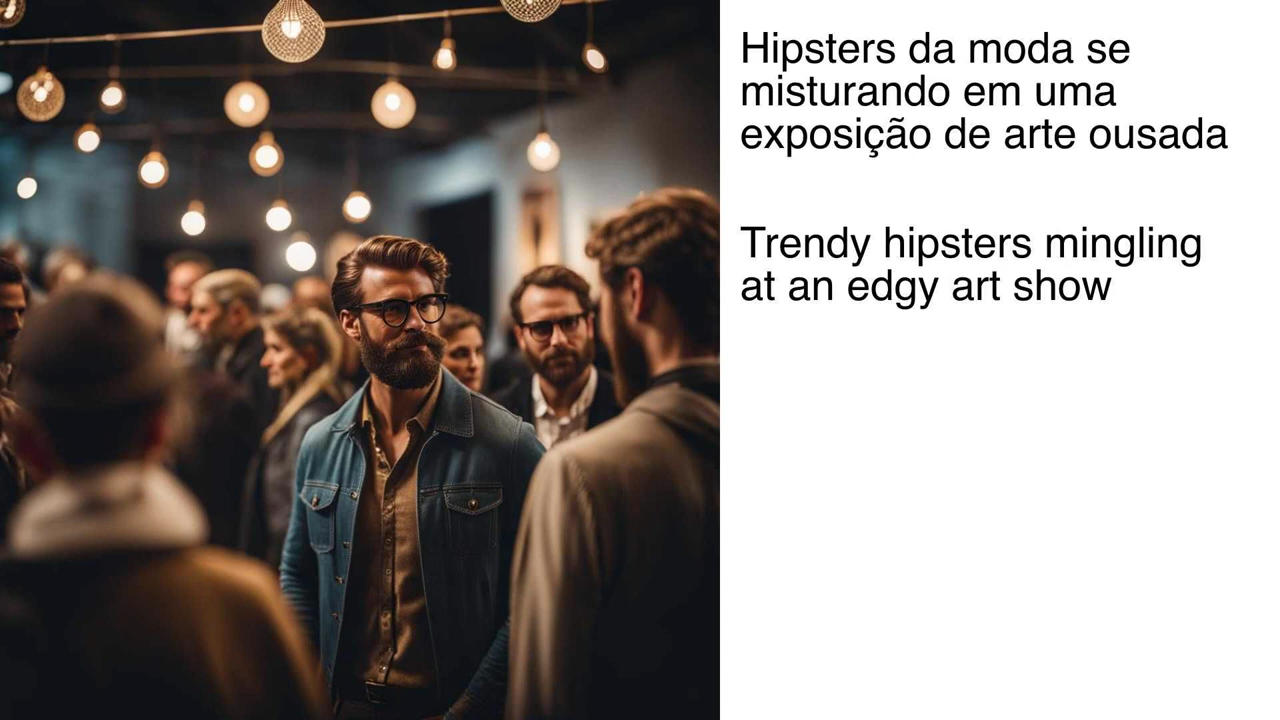 Hipsters da moda se
misturando em uma
exposição de arte ousada
Trendy hipsters mingling
at an edgy art show